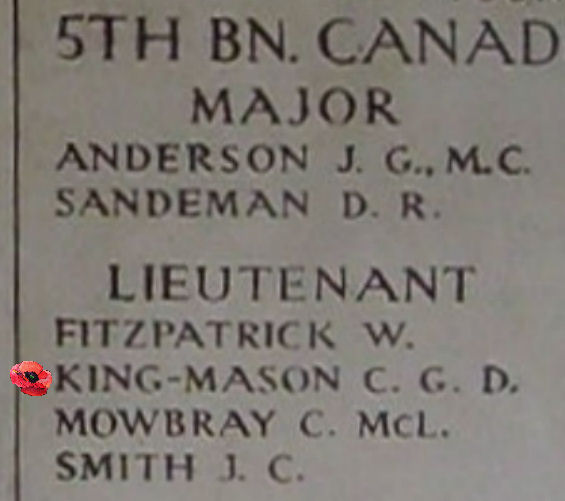 5TH BN. CANAD
MAJOR
ANDERSON J. G., M.C.
SANDEMAN D. R.
LIEUTENANT
FITZPATRICK W.
KING-MASON C. G. D.
MOWBRAY C. McL.
SMITH J. C.